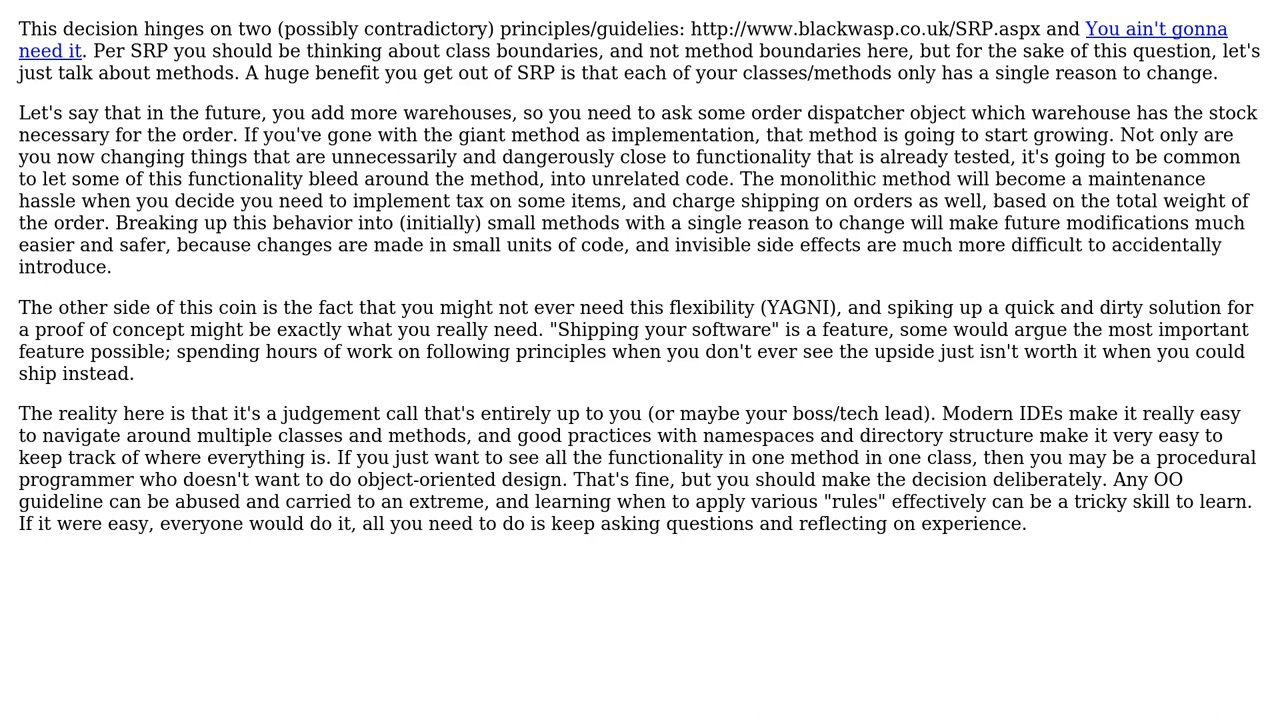 This decision hinges on two (possibly contradictory) principles/guidelies: http://www.blackwasp.co.uk/SRP.aspx and You ain't gonna
need it. Per SRP you should be thinking about class boundaries, and not method boundaries here, but for the sake of this question, let's
just talk about methods. A huge benefit you get out of SRP is that each of your classes/methods only has a single reason to change.
Let's say that in the future, you add more warehouses, so you need to ask some order dispatcher object which warehouse has the stock
necessary for the order. If you've gone with the giant method as implementation, that method is going to start growing. Not only are
you now changing things that are unnecessarily and dangerously close to functionality that is already tested, it's going to be common
to let some of this functionality bleed around the method, into unrelated code. The monolithic method will become a maintenance
hassle when you decide you need to implement tax on some items, and charge shipping on orders as well, based on the total weight of
the order. Breaking up this behavior into (initially) small methods with a single reason to change will make future modifications much
easier and safer, because changes are made in small units of code, and invisible side effects are much more difficult to accidentally
introduce.
The other side of this coin is the fact that you might not ever need this flexibility (YAGNI), and spiking up a quick and dirty solution for
a proof of concept might be exactly what you really need. "Shipping your software" is a feature, some would argue the most important
feature possible; spending hours of work on following principles when you don't ever see the upside just isn't worth it when you could
ship instead.
The reality here is that it's a judgement call that's entirely up to you (or maybe your boss/tech lead). Modern IDEs make it really easy
to navigate around multiple classes and methods, and good practices with namespaces and directory structure make it very easy to
keep track of where everything is. If you just want to see all the functionality in one method in one class, then you may be a procedural
programmer who doesn't want to do object-oriented design. That's fine, but you should make the decision deliberately. Any OO
guideline can be abused and carried to an extreme, and learning when to apply various "rules" effectively can be a tricky skill to learn.
If it were easy, everyone would do it, all you need to do is keep asking questions and reflecting on experience.